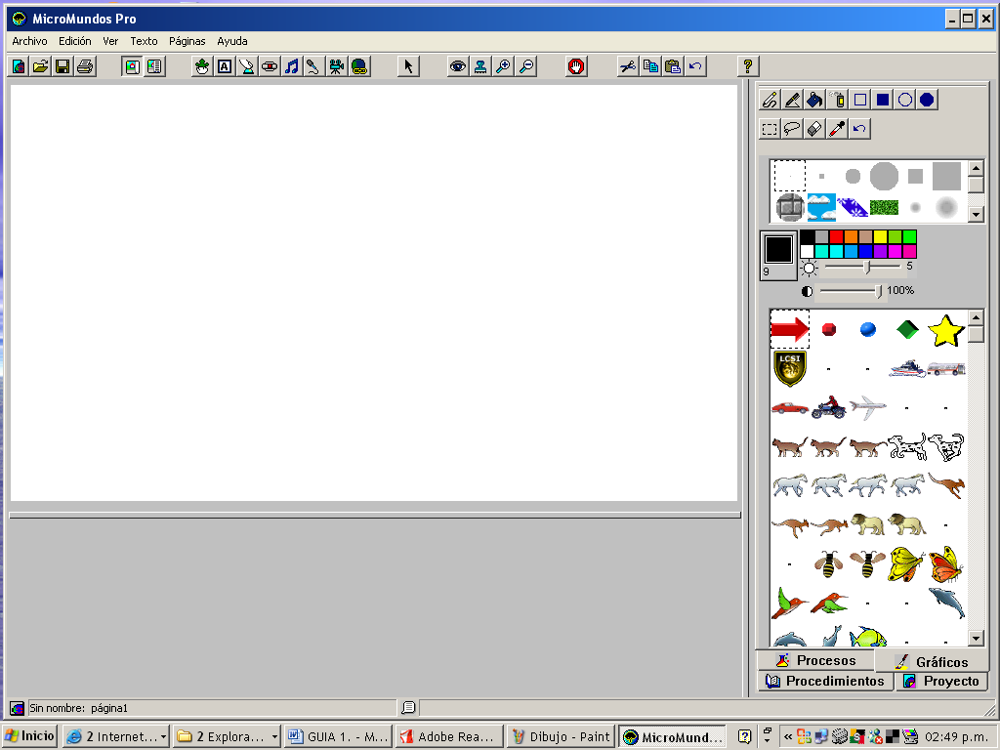 MicroMundos Pro
Archivo Edición Ver Texto Páginas Ayuda
A
?
9
5
100%
LCSI
Procesos
Gráficos
Procedimientos
Proyecto
Sin nombre: página1
Inicio
2 Internet...
2 Explora...
GUIA 1. - M...
Adobe Rea...
Dibujo - Paint
MicroMund...
?
«
02:49 p.m.